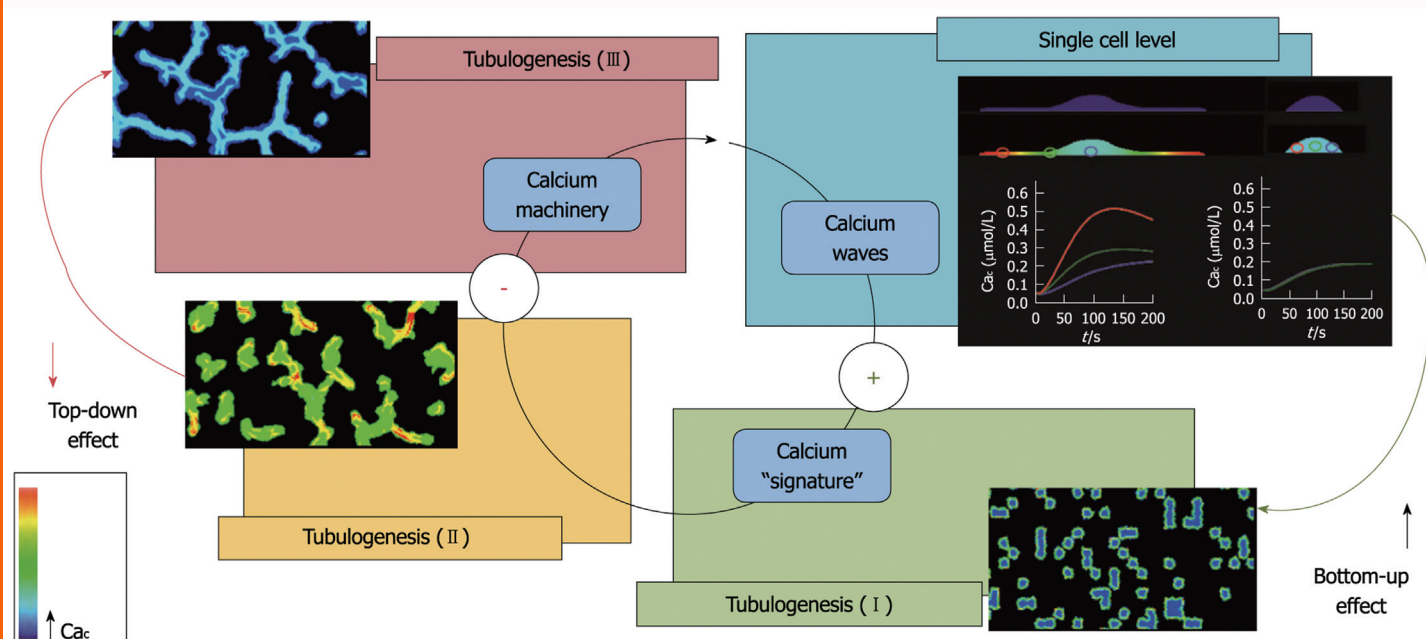 Tubulogenesis (Ⅲ)
Single cell level
Calcium
machinery
Calcium
waves
Cac (μmol/L)
0.6
0.5
0.4
0.3
0.2
0.1
0.0
0 50 100 150 200
t/s
Cac (μmol/L)
0.6
0.5
0.4
0.3
0.2
0.1
0.0
0 50 100 150 200
t/s
-
+
Top-down
effect
Calcium
“signature”
Tubulogenesis (Ⅱ)
Tubulogenesis (Ⅰ)
Bottom-up
effect
Cac